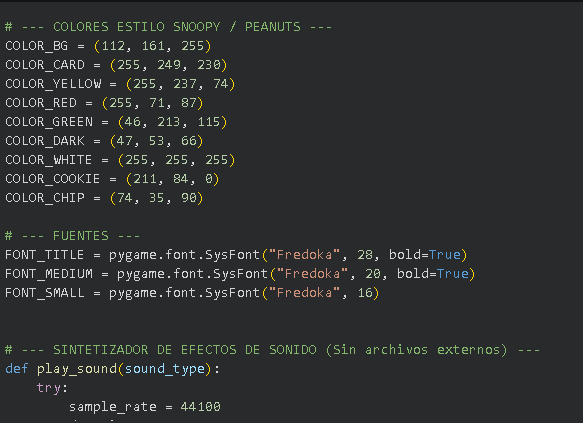 # --- COLORES ESTILO SNOOPY / PEANUTS ---
COLOR_BG = (112, 161, 255)
COLOR_CARD = (255, 249, 230)
COLOR_YELLOW = (255, 237, 74)
COLOR_RED = (255, 71, 87)
COLOR_GREEN = (46, 213, 115)
COLOR_DARK = (47, 53, 66)
COLOR_WHITE = (255, 255, 255)
COLOR_COOKIE = (211, 84, 0)
COLOR_CHIP = (74, 35, 90)

# --- FUENTES ---
FONT_TITLE = pygame.font.SysFont("Fredoka", 28, bold=True)
FONT_MEDIUM = pygame.font.SysFont("Fredoka", 20, bold=True)
FONT_SMALL = pygame.font.SysFont("Fredoka", 16)

# --- SINTETIZADOR DE EFECTOS DE SONIDO (Sin archivos externos) ---
def play_sound(sound_type):
    try:
        sample_rate = 44100